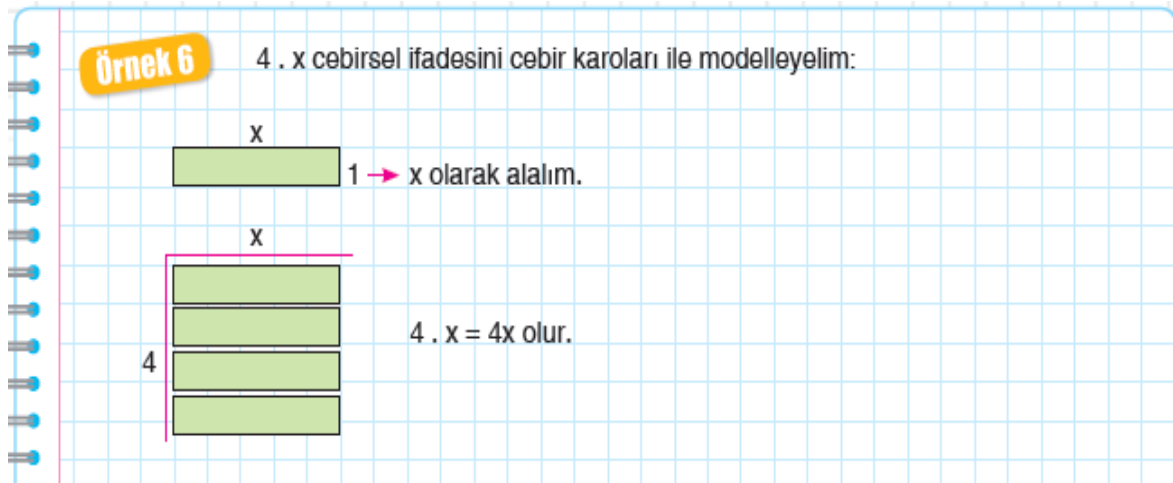 Örnek 6
4 . x cebirsel ifadesini cebir karoları ile modelleyelim:
x
1 → x olarak alalım.
x
4
4 . x = 4x olur.